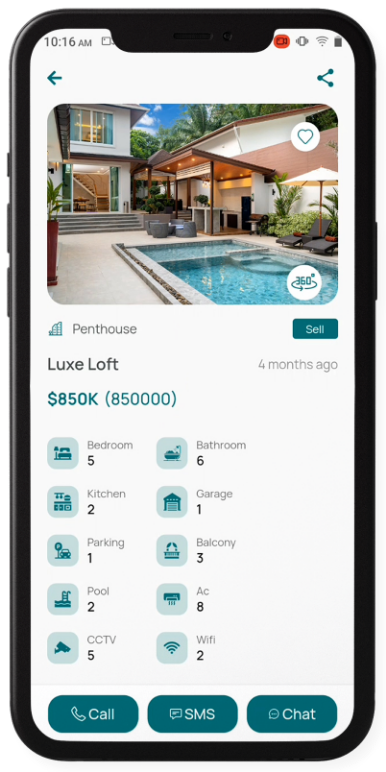 10:16 AM
360°
Penthouse
Sell
Luxe Loft
4 months ago
$850K (850000)
Bedroom
5
Bathroom
6
Kitchen
2
Garage
1
Parking
1
Balcony
3
Pool
2
Ac
8
CCTV
5
Wifi
2
Call
SMS
Chat